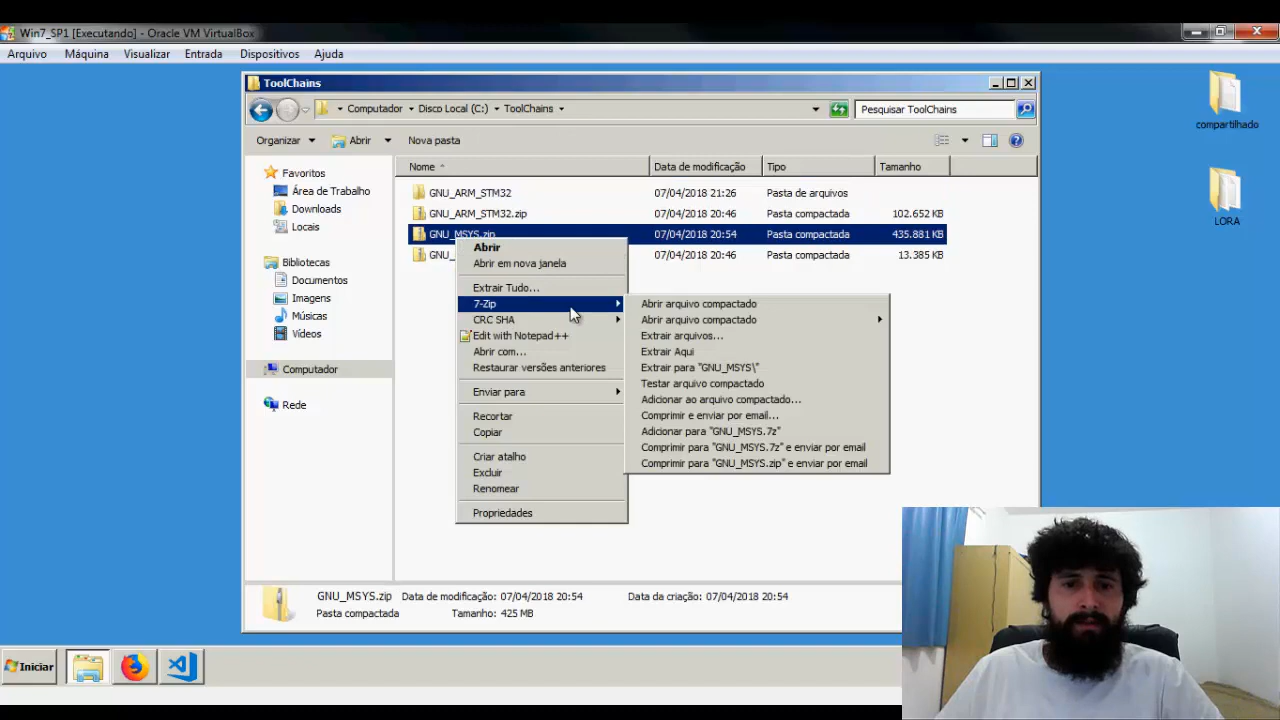 Win7_SP1 [Executando] - Oracle VM VirtualBox
Arquivo Máquina Visualizar Entrada Dispositivos Ajuda
ToolChains
Computador Disco Local (C:) ToolChains
Pesquisar ToolChains
Organizar Abrir Nova pasta
Nome Data de modificação Tipo Tamanho
Favoritos
Área de Trabalho
Downloads
Locais
Bibliotecas
Documentos
Imagens
Músicas
Vídeos
Computador
Rede
GNU_ARM_STM32 07/04/2018 21:26 Pasta de arquivos
GNU_ARM_STM32.zip 07/04/2018 20:46 Pasta compactada 102.652 KB
GNU_MSYS.zip 07/04/2018 20:54 Pasta compactada 435.881 KB
GNU_ 07/04/2018 20:46 Pasta compactada 13.385 KB
Abrir
Abrir em nova janela
Extrair Tudo...
7-Zip
CRC SHA
Edit with Notepad++
Abrir com...
Restaurar versões anteriores
Enviar para
Recortar
Copiar
Criar atalho
Excluir
Renomear
Propriedades
Abrir arquivo compactado
Abrir arquivo compactado
Extrair arquivos...
Extrair Aqui
Extrair para "GNU_MSYS\"
Testar arquivo compactado
Adicionar ao arquivo compactado...
Comprimir e enviar por email...
Adicionar para "GNU_MSYS.7z"
Comprimir para "GNU_MSYS.7z" e enviar por email
Comprimir para "GNU_MSYS.zip" e enviar por email
GNU_MSYS.zip Data de modificação: 07/04/2018 20:54 Data da criação: 07/04/2018 20:54
Pasta compactada Tamanho: 425 MB
compartilhado
LORA
Iniciar